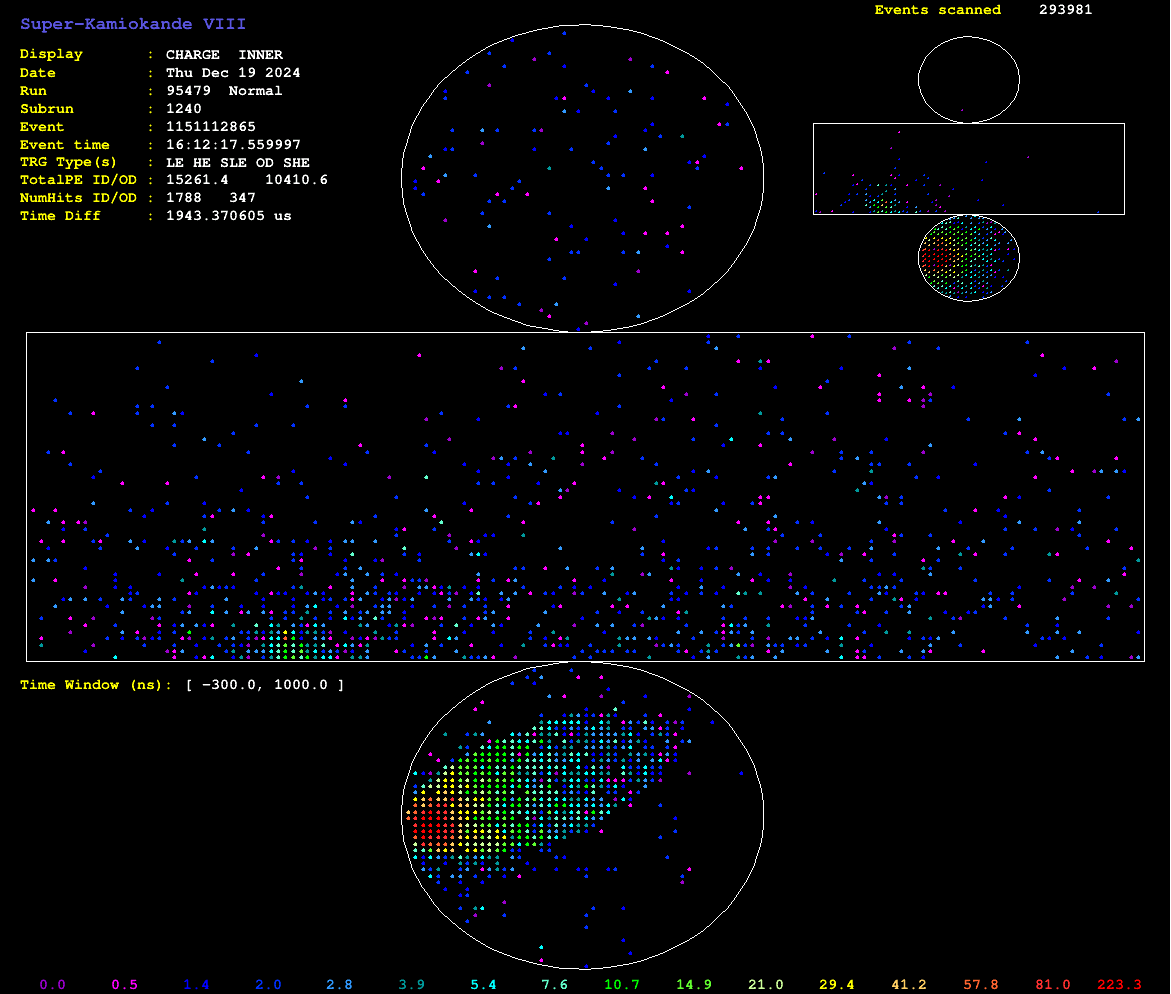 Super-Kamiokande VIII
Events scanned 293981
Display : CHARGE INNER
Date : Thu Dec 19 2024
Run : 95479 Normal
Subrun : 1240
Event : 1151112865
Event time : 16:12:17.559997
TRG Type(s) : LE HE SLE OD SHE
TotalPE ID/OD : 15261.4 10410.6
NumHits ID/OD : 1788 347
Time Diff : 1943.370605 us
Time Window (ns): [ −300.0, 1000.0 ]
0.0 0.5 1.4 2.0 2.8 3.9 5.4 7.6 10.7 14.9 21.0 29.4 41.2 57.8 81.0 223.3